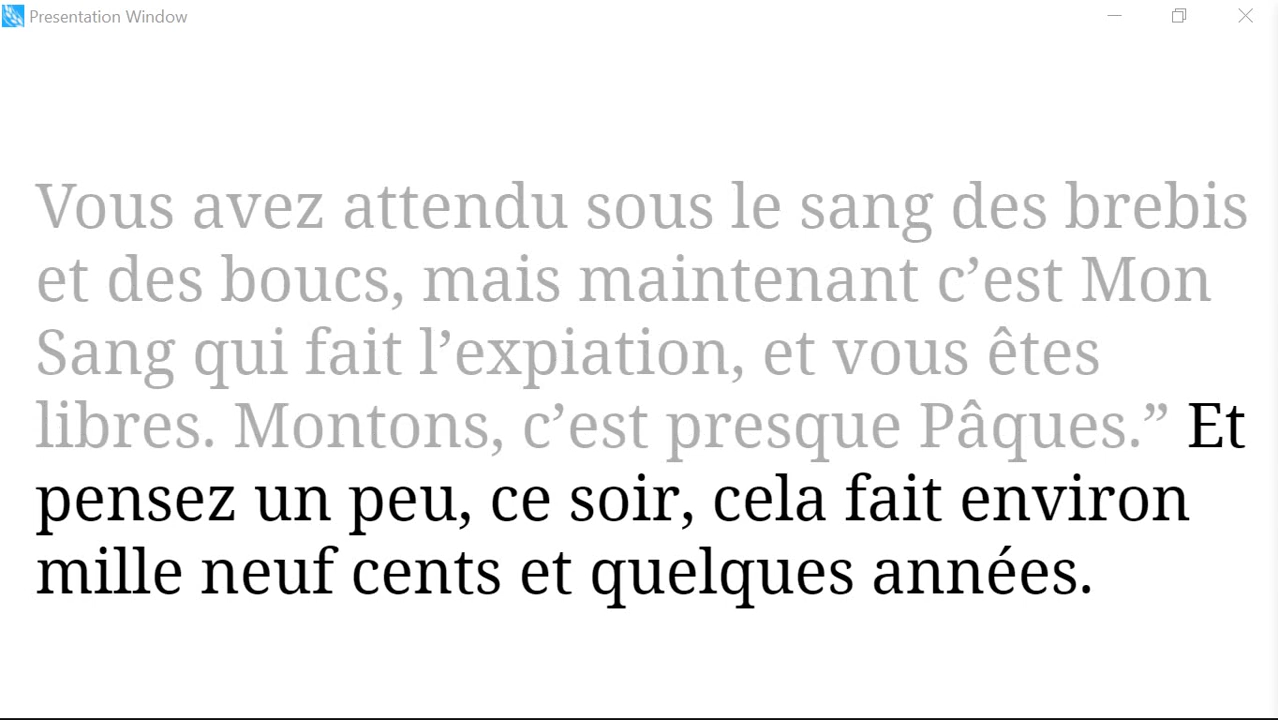 Presentation Window
Vous avez attendu sous le sang des brebis
et des boucs, mais maintenant c’est Mon
Sang qui fait l’expiation, et vous êtes
libres. Montons, c’est presque Pâques.” Et
pensez un peu, ce soir, cela fait environ
mille neuf cents et quelques années.